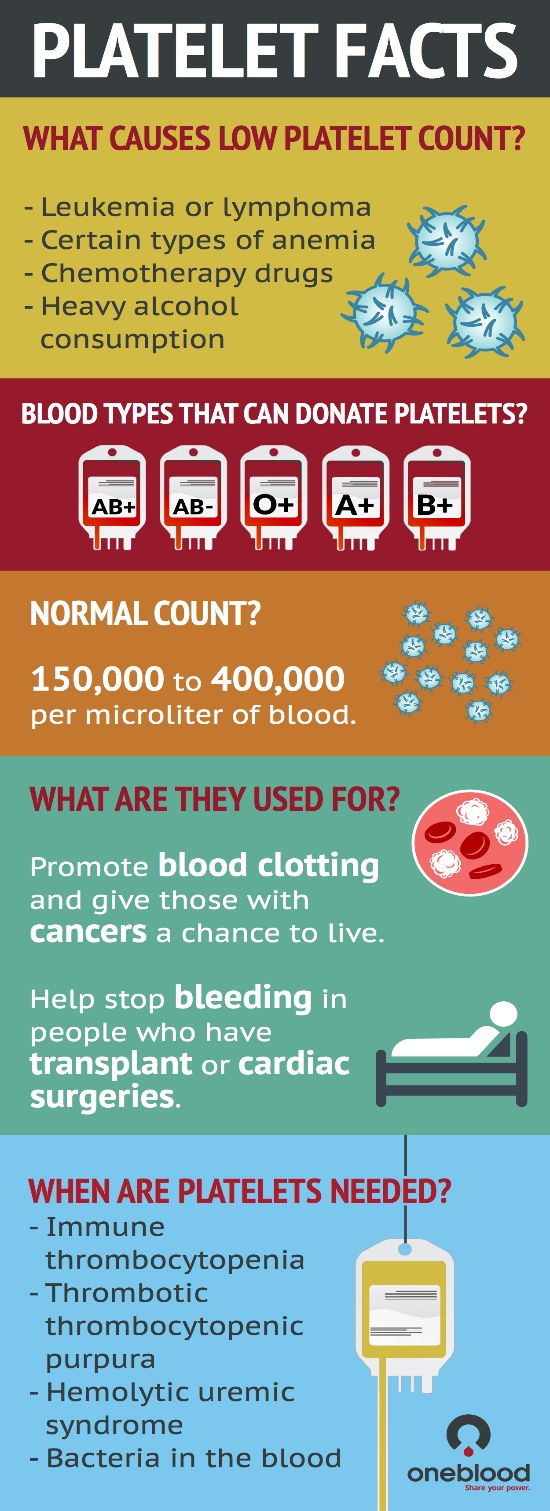 PLATELET FACTS
WHAT CAUSES LOW PLATELET COUNT?
- Leukemia or lymphoma
- Certain types of anemia
- Chemotherapy drugs
- Heavy alcohol
consumption
BLOOD TYPES THAT CAN DONATE PLATELETS?
AB+ AB- O+ A+ B+
NORMAL COUNT?
150,000 to 400,000
per microliter of blood.
WHAT ARE THEY USED FOR?
Promote blood clotting
and give those with
cancers a chance to live.
Help stop bleeding in
people who have
transplant or cardiac
surgeries.
WHEN ARE PLATELETS NEEDED?
- Immune
thrombocytopenia
- Thrombotic
thrombocytopenic
purpura
- Hemolytic uremic
syndrome
- Bacteria in the blood
oneblood
Share your power.